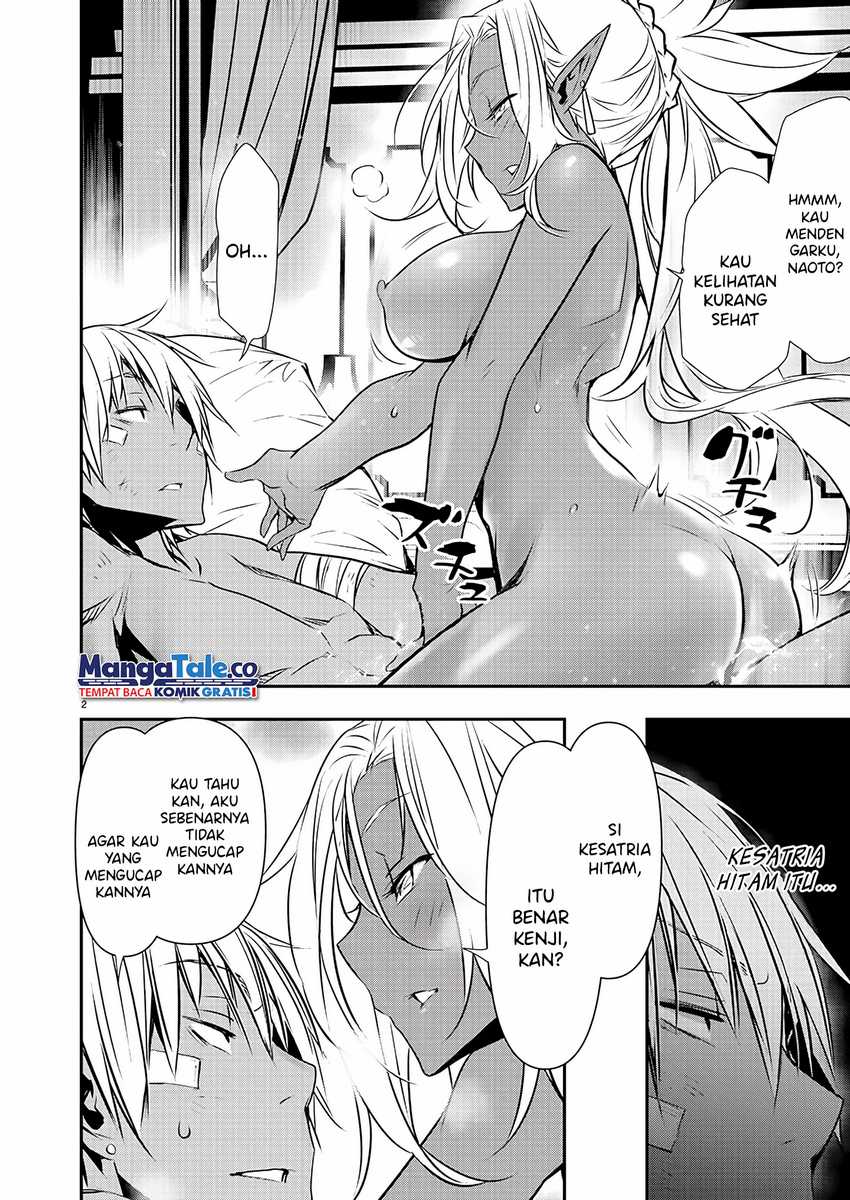 HMMM,
KAU
MENDEN
GARKU,
NAOTO?
KAU
KELIHATAN
KURANG
SEHAT
OH...
グチュ
ズチュ
MangaTale.co
TEMPAT BACA KOMIK GRATIS!
2
KESATRIA
HITAM ITU...
SI
KESATRIA
HITAM,
ITU
BENAR
KENJI,
KAN?
KAU TAHU
KAN, AKU
SEBENARNYA
TIDAK
MENGUCAP
KANNYA
AGAR KAU
YANG
MENGUCAP
KANNYA